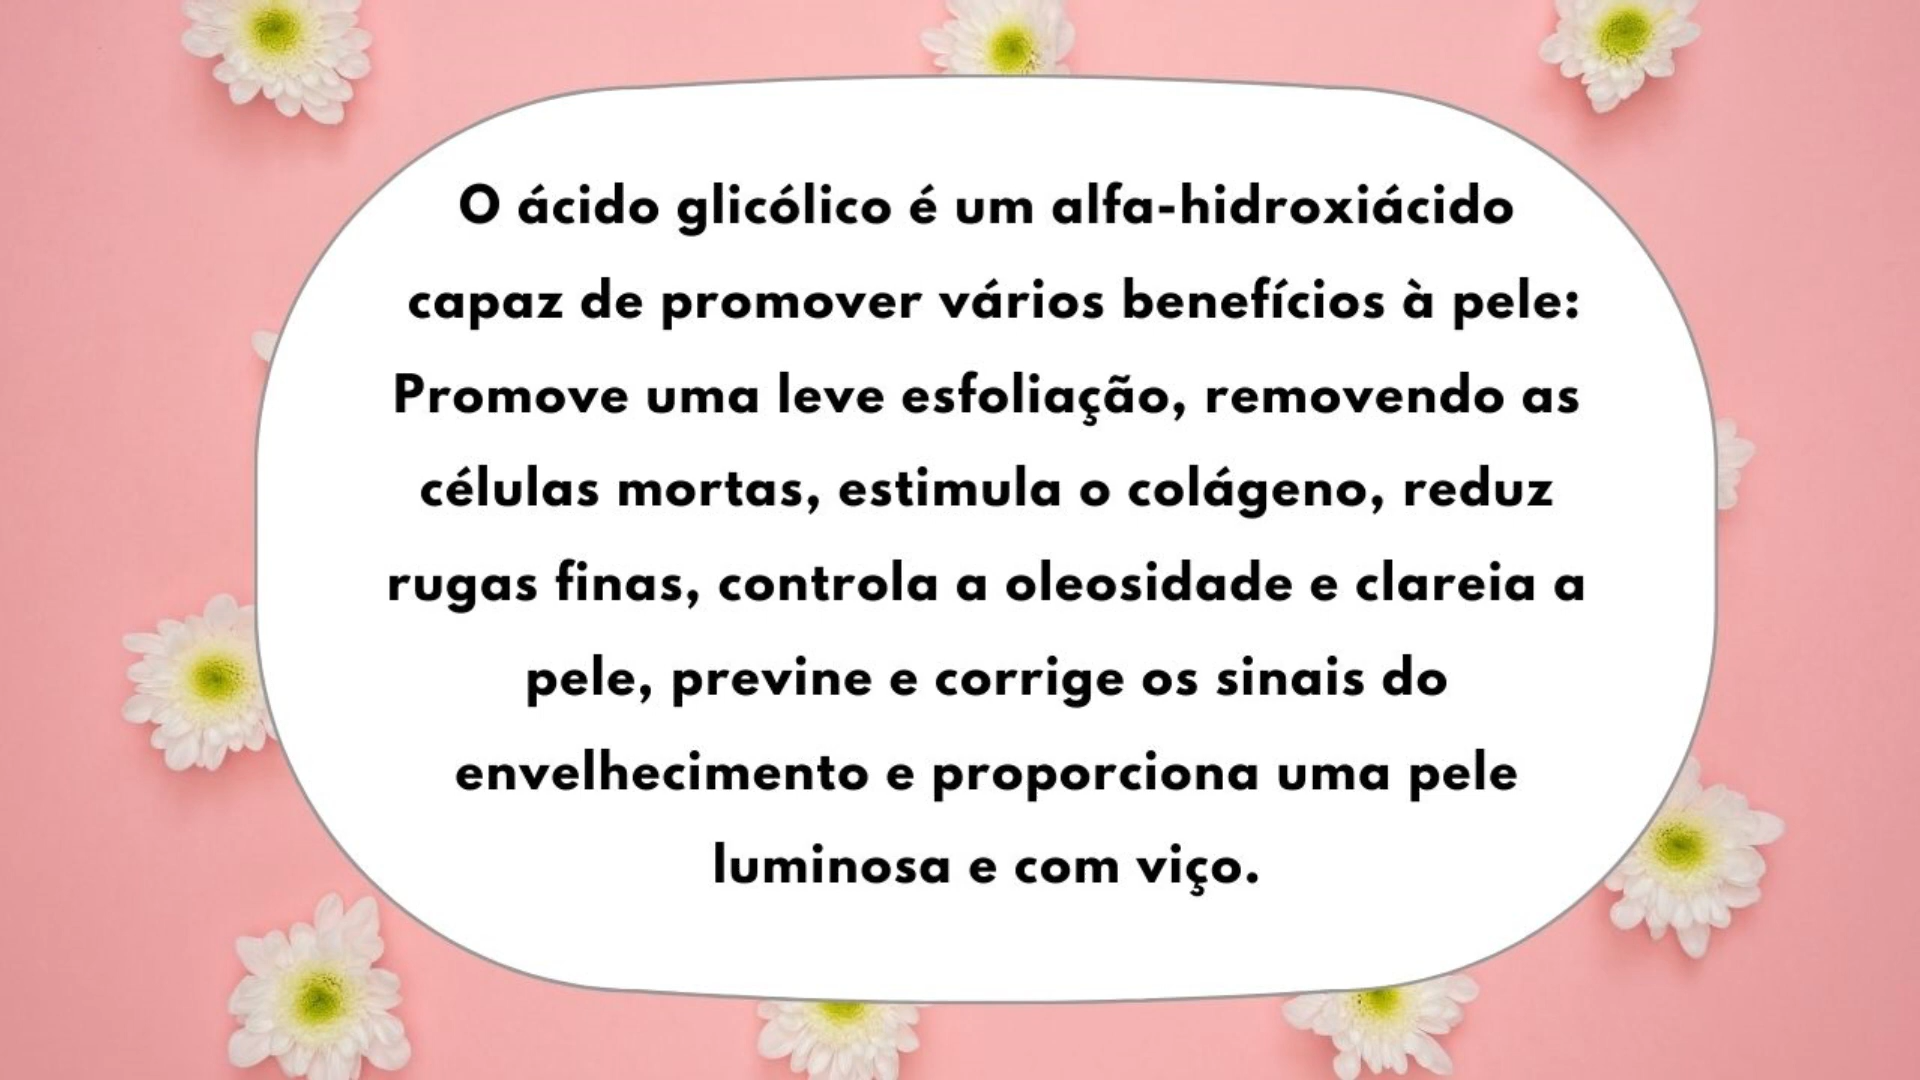 O ácido glicólico é um alfa-hidroxiácido
capaz de promover vários benefícios à pele:
Promove uma leve esfoliação, removendo as
células mortas, estimula o colágeno, reduz
rugas finas, controla a oleosidade e clareia a
pele, previne e corrige os sinais do
envelhecimento e proporciona uma pele
luminosa e com viço.